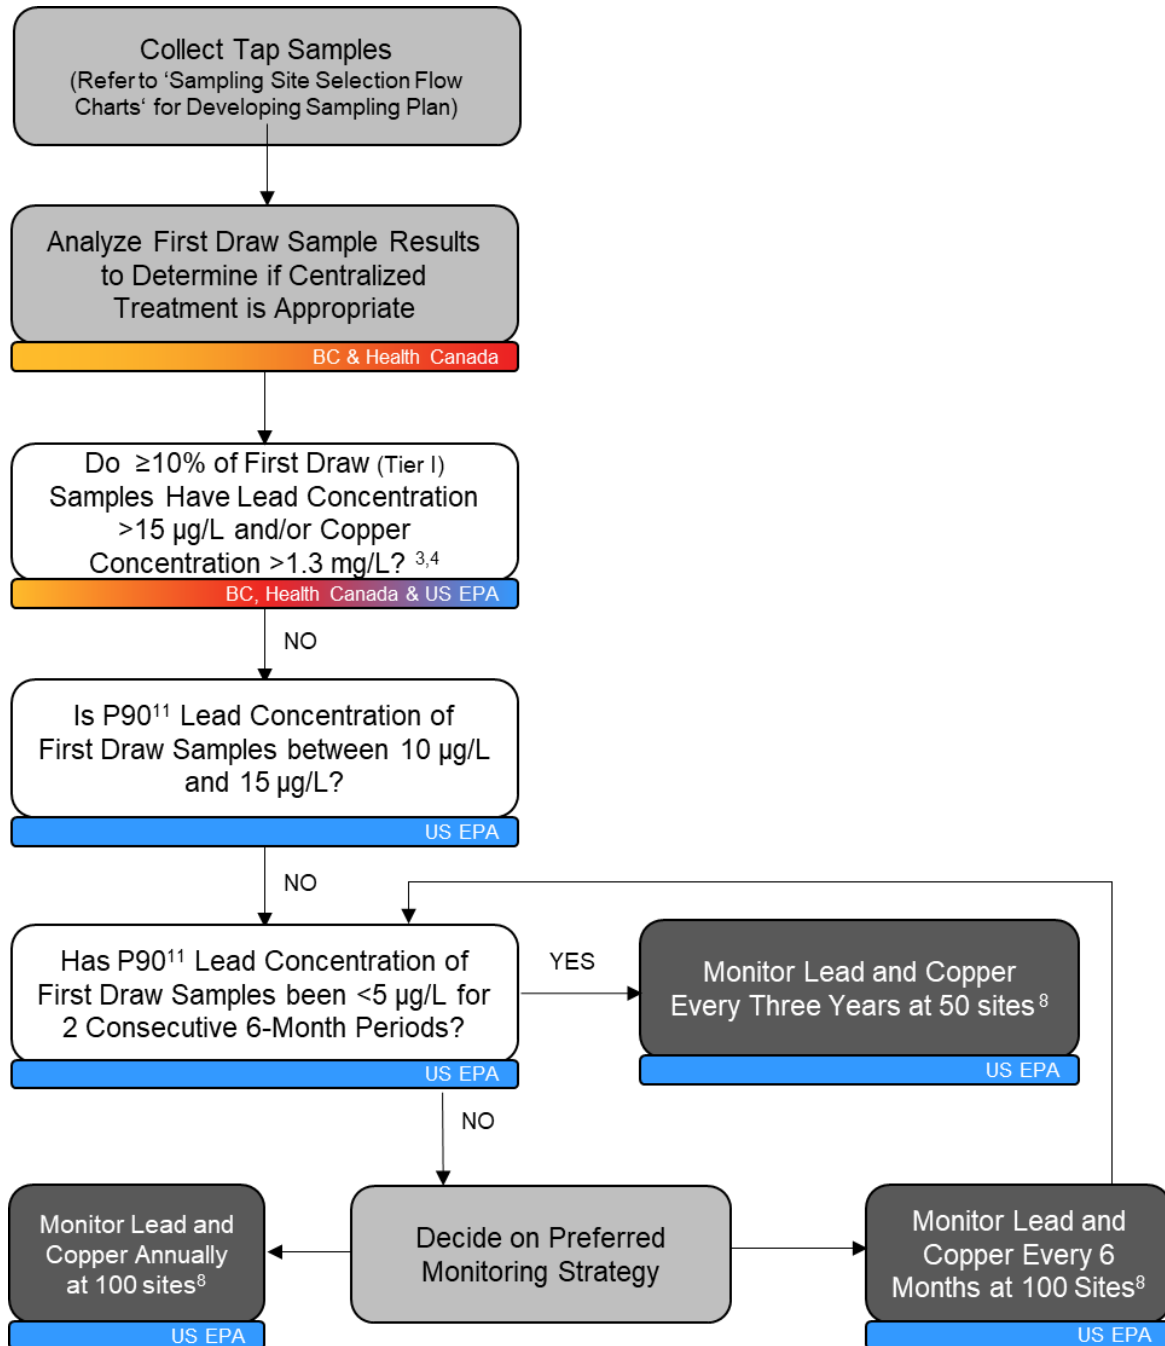 Collect Tap Samples
(Refer to ‘Sampling Site Selection Flow
Charts‘ for Developing Sampling Plan)
Analyze First Draw Sample Results
to Determine if Centralized
Treatment is Appropriate
BC & Health Canada
Do ≥10% of First Draw (Tier I)
Samples Have Lead Concentration
>15 µg/L and/or Copper
Concentration >1.3 mg/L? 3,4
BC, Health Canada & US EPA
NO
Is P90¹¹ Lead Concentration of
First Draw Samples between 10 µg/L
and 15 µg/L?
US EPA
NO
Has P90¹¹ Lead Concentration of
First Draw Samples been <5 µg/L for
2 Consecutive 6-Month Periods?
US EPA
YES
Monitor Lead and Copper
Every Three Years at 50 sites⁸
US EPA
NO
Monitor Lead and
Copper Annually
at 100 sites⁸
US EPA
Decide on Preferred
Monitoring Strategy
Monitor Lead and
Copper Every 6
Months at 100 Sites⁸
US EPA